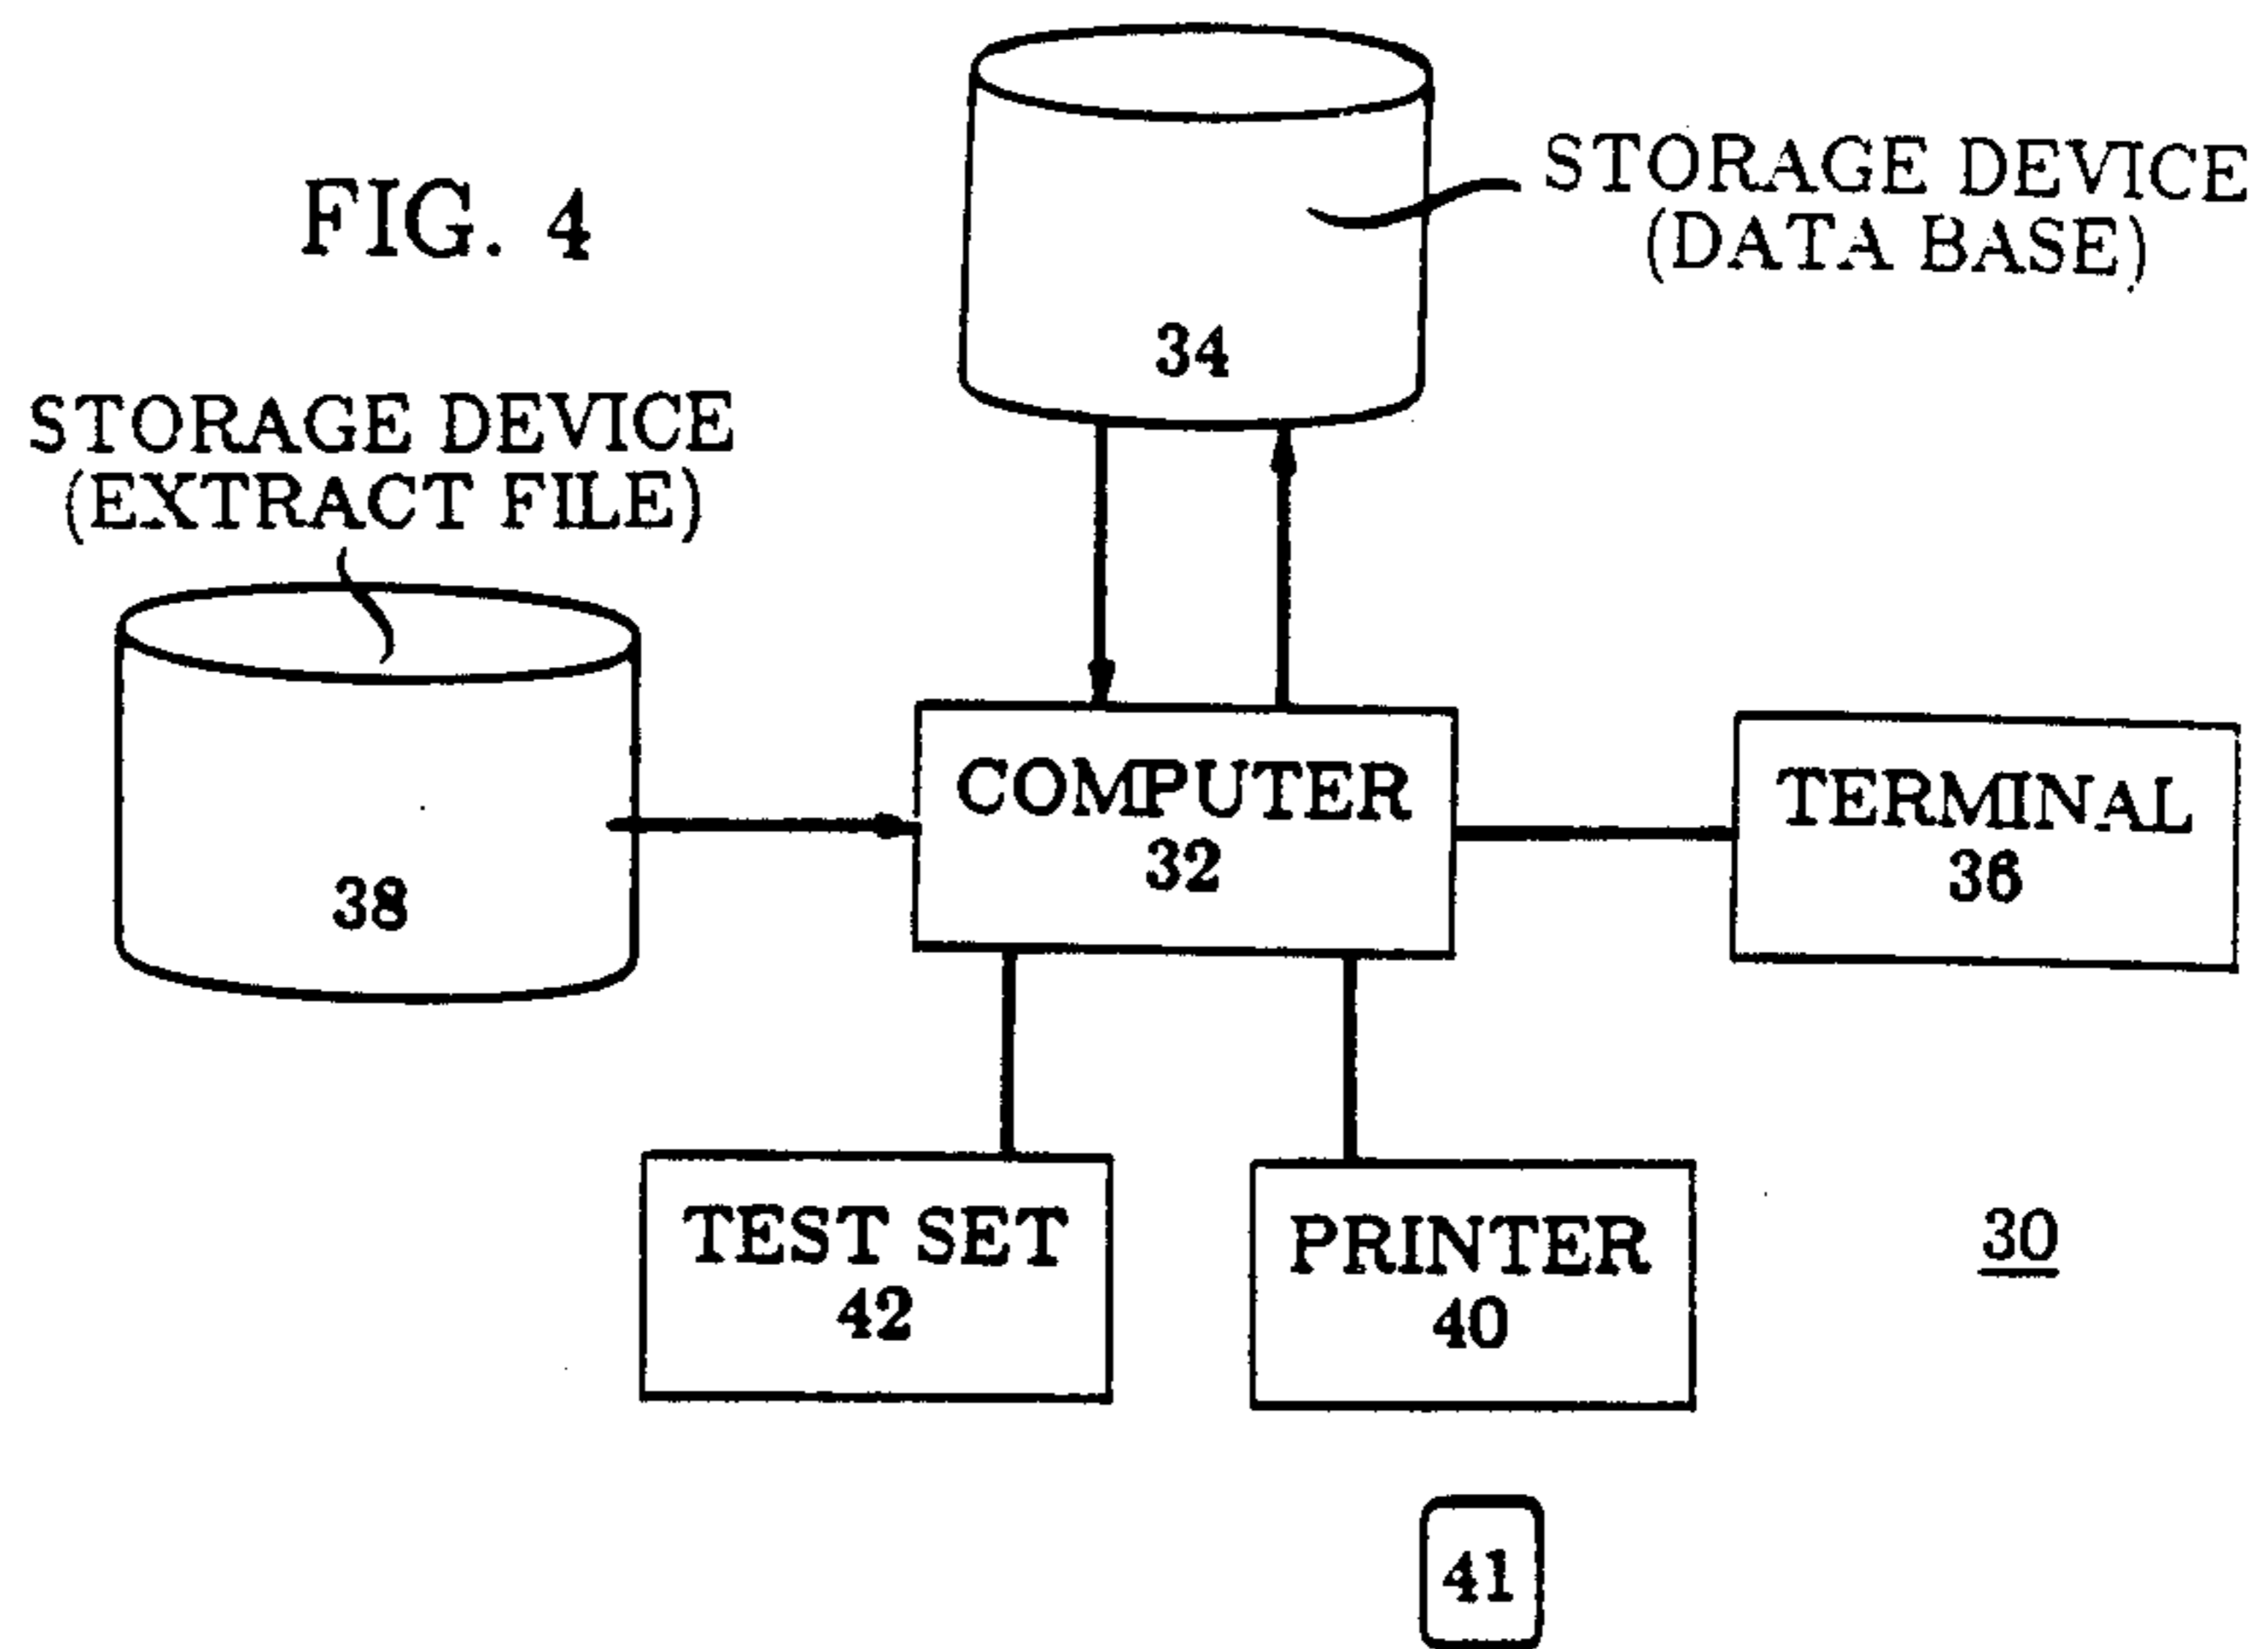 FIG. 4
STORAGE DEVICE
(DATA BASE)
34
STORAGE DEVICE
(EXTRACT FILE)
38
COMPUTER
32
TERMINAL
36
TEST SET
42
PRINTER
40
30
41